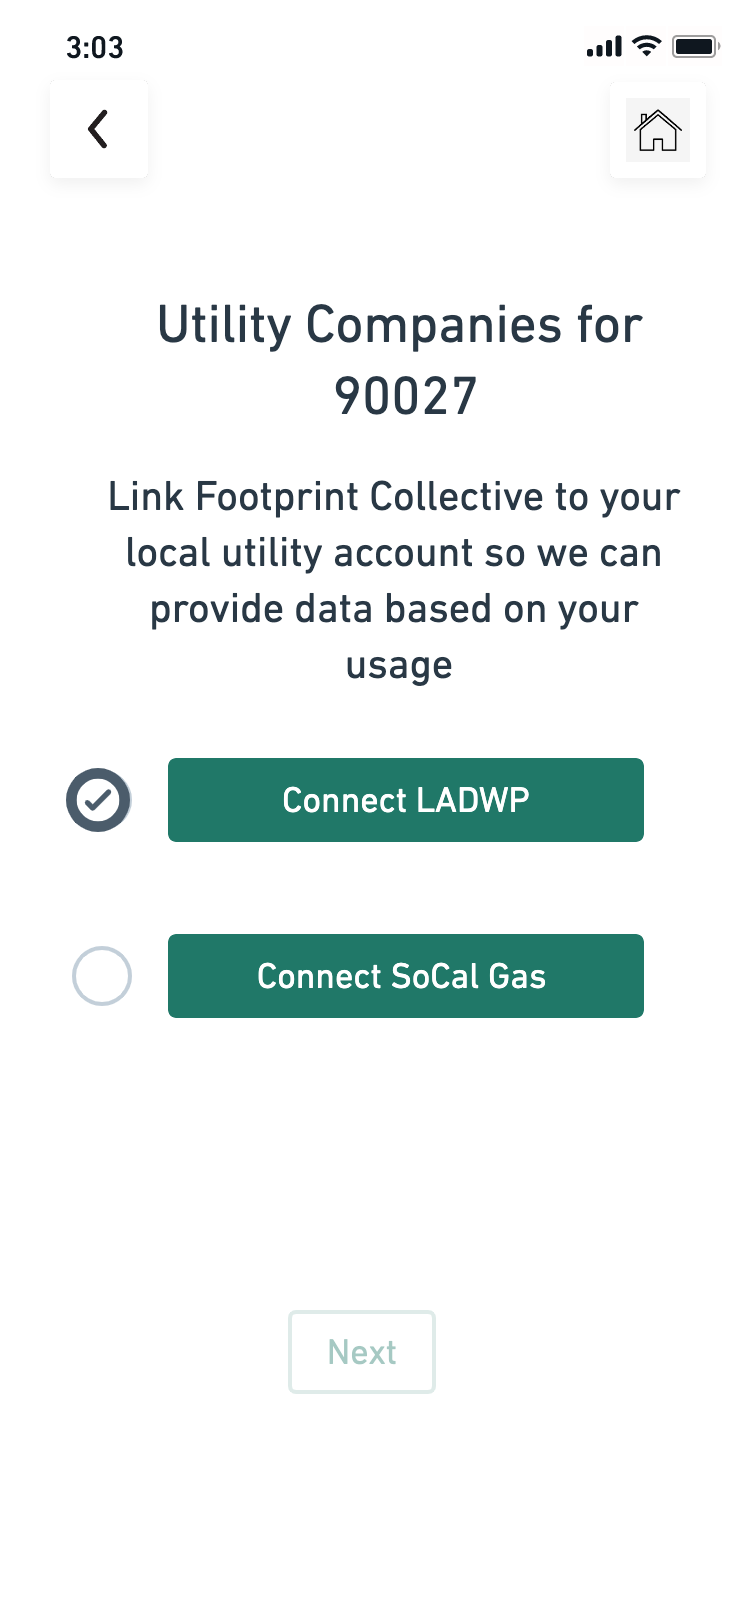 3:03
Utility Companies for
90027
Link Footprint Collective to your
local utility account so we can
provide data based on your
usage
Connect LADWP
Connect SoCal Gas
Next